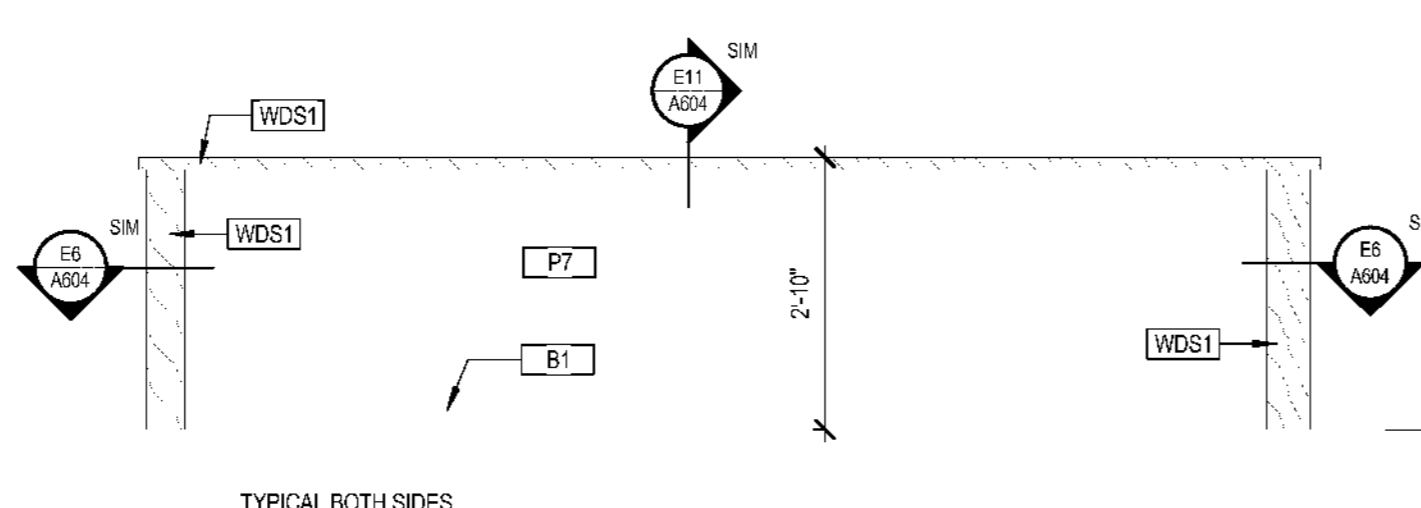 SIM
E11
A604
WDS1
SIM
E6
A604
WDS1
P7
2'-10"
S
E6
A604
WDS1
B1
TYPICAL BOTH SIDES